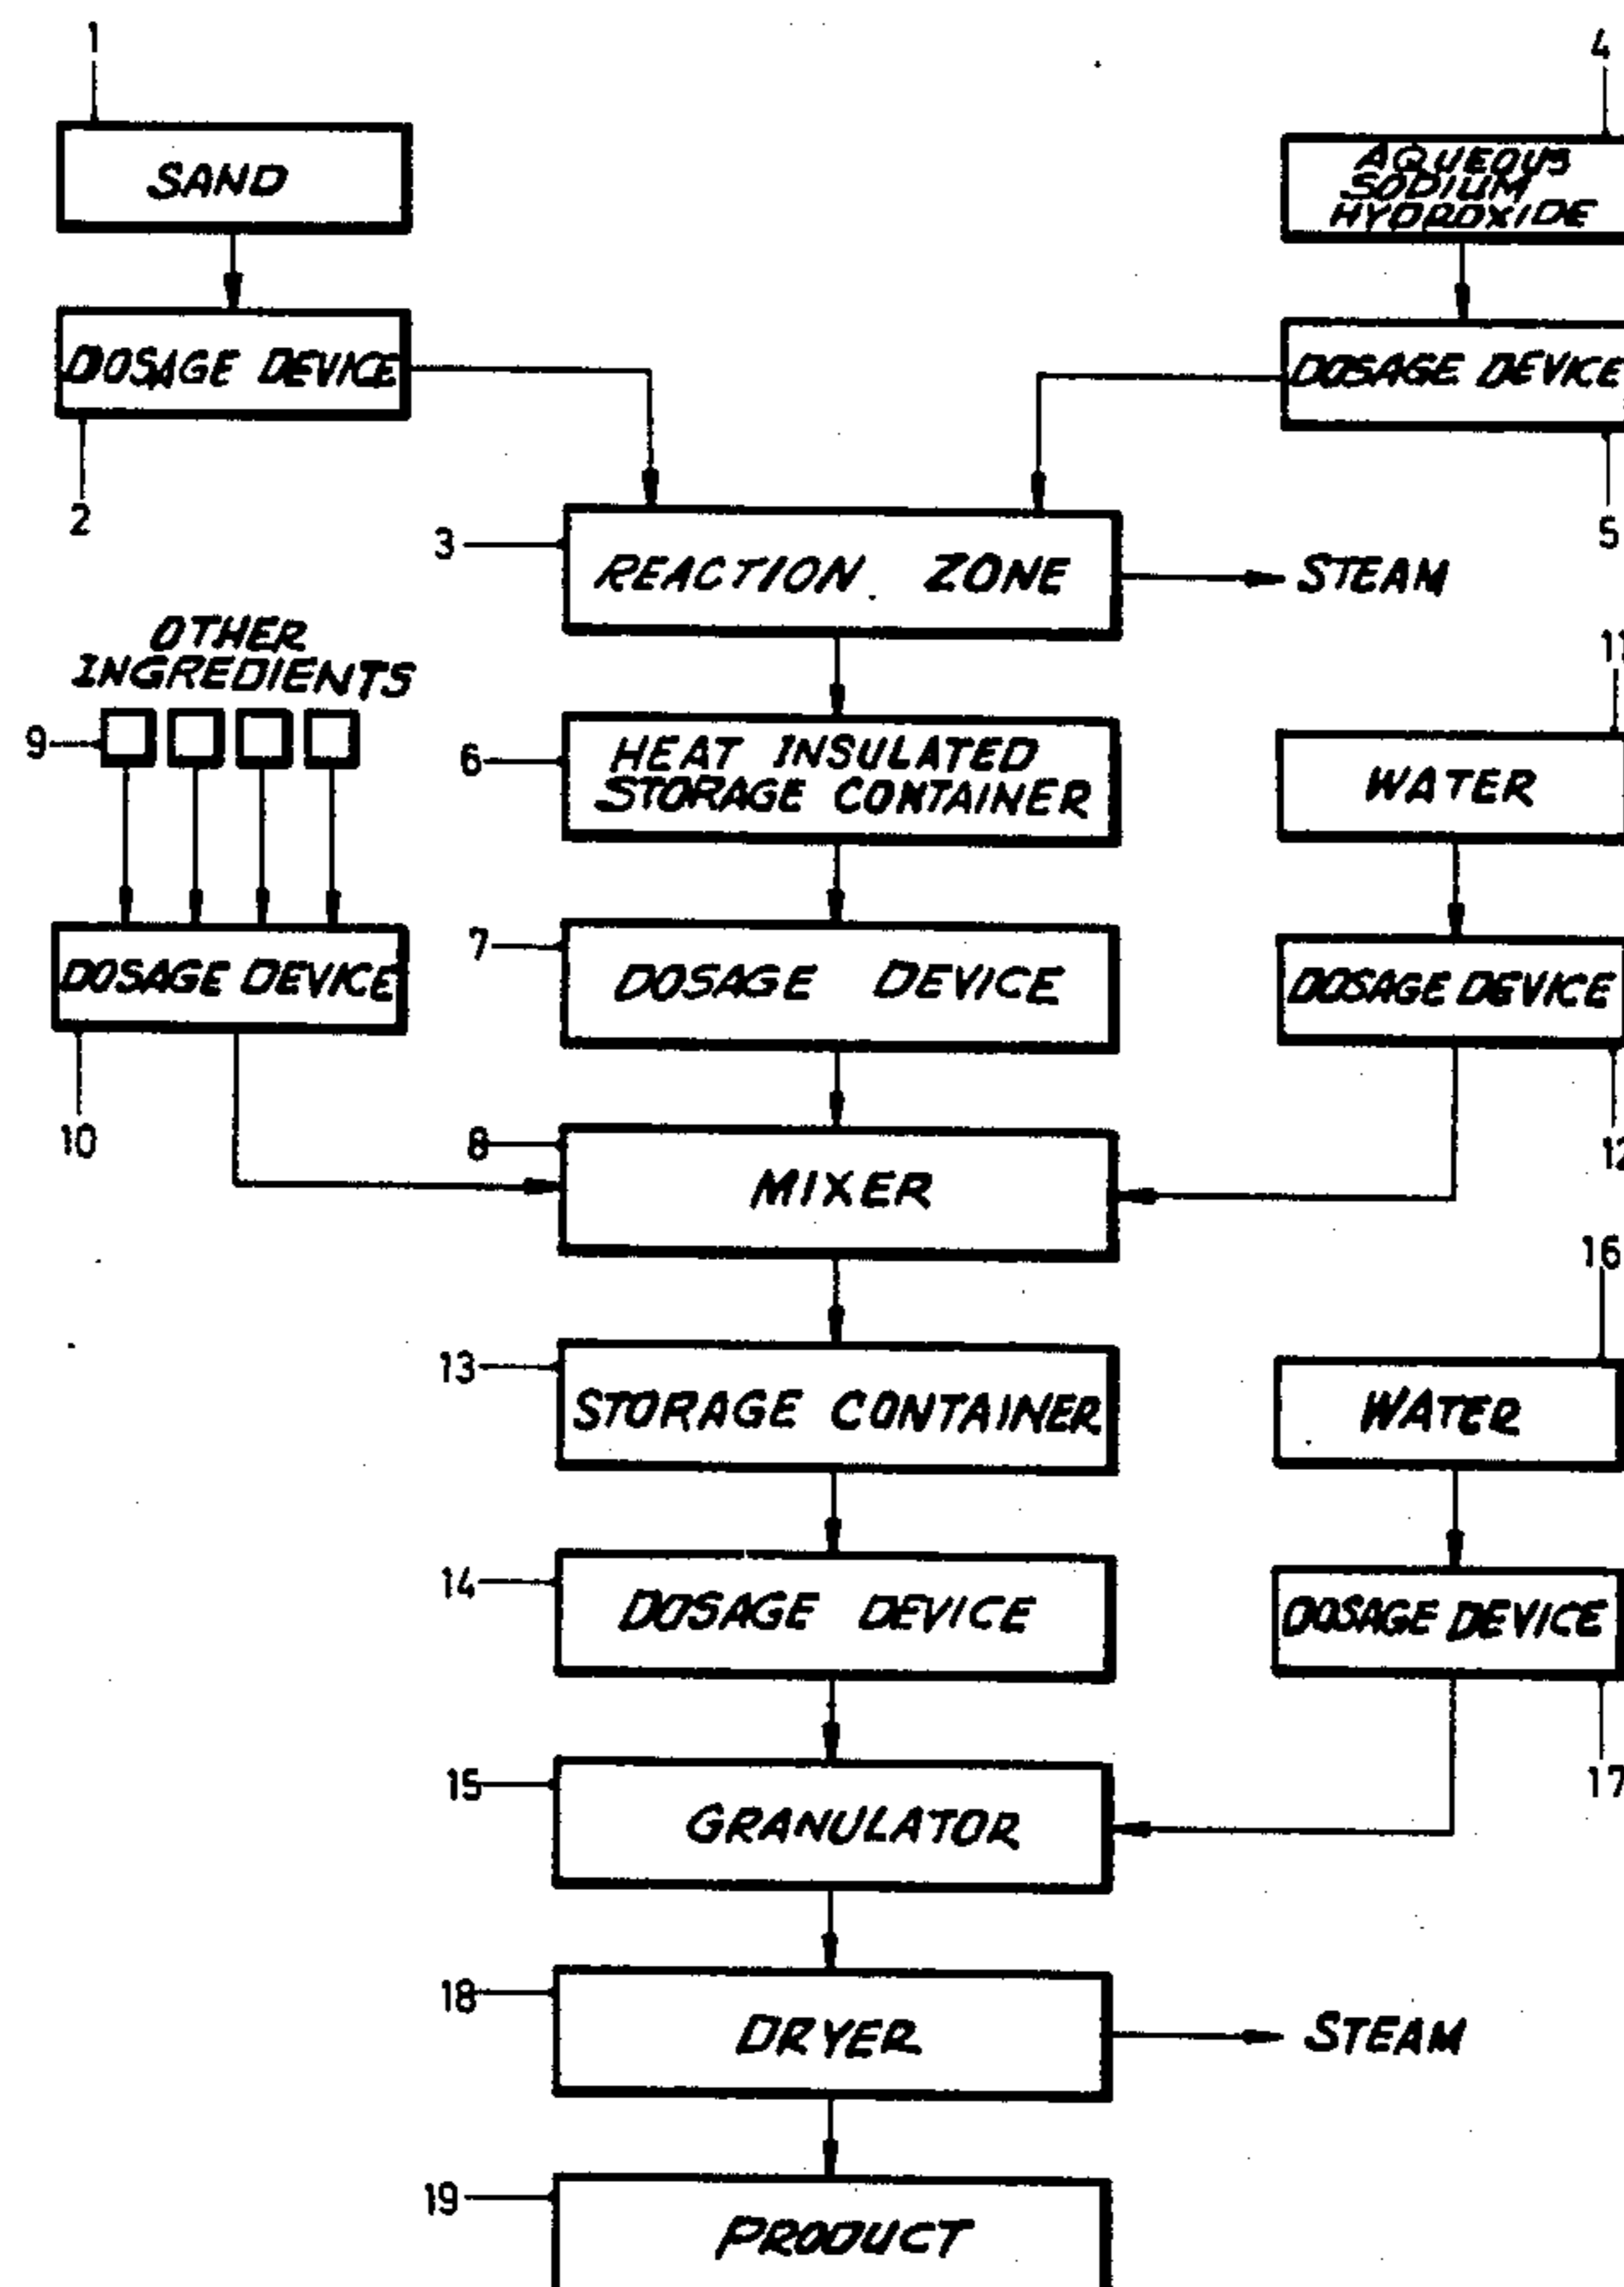 1
4
SAND
AQUEOUS
SODIUM
HYDROXIDE
DOSAGE DEVICE
DOSAGE DEVICE
2
5
3
REACTION ZONE
STEAM
OTHER
INGREDIENTS
11
9
6
HEAT INSULATED
STORAGE CONTAINER
WATER
7
DOSAGE DEVICE
DOSAGE DEVICE
DOSAGE DEVICE
10
8
12
MIXER
16
13
STORAGE CONTAINER
WATER
14
DOSAGE DEVICE
DOSAGE DEVICE
15
17
GRANULATOR
18
DRYER
STEAM
19
PRODUCT